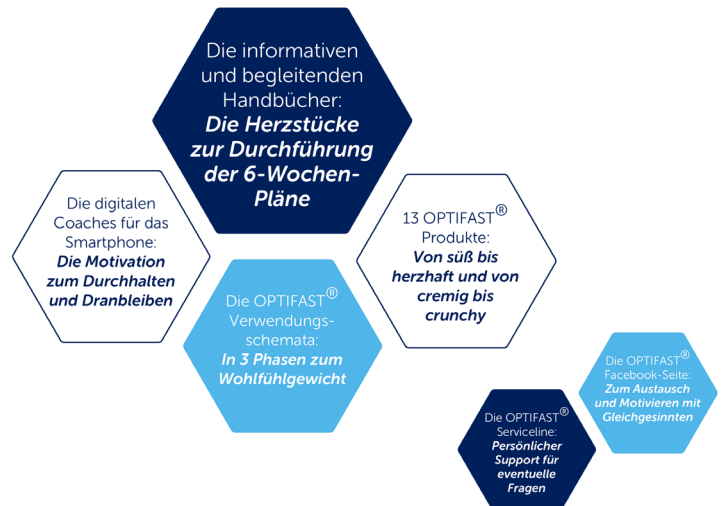 Die informativen
und begleitenden
Handbücher:
Die Herzstücke
zur Durchführung
der 6-Wochen-
Pläne
Die digitalen
Coaches für das
Smartphone:
Die Motivation
zum Durchhalten
und Dranbleiben
13 OPTIFAST®
Produkte:
Von süß bis
herzhaft und von
cremig bis
crunchy
Die OPTIFAST®
Verwendungs-
schemata:
In 3 Phasen zum
Wohlfühlgewicht
Die OPTIFAST®
Facebook-Seite:
Zum Austausch
und Motivieren mit
Gleichgesinnten
Die OPTIFAST®
Serviceline:
Persönlicher
Support für
eventuelle
Fragen